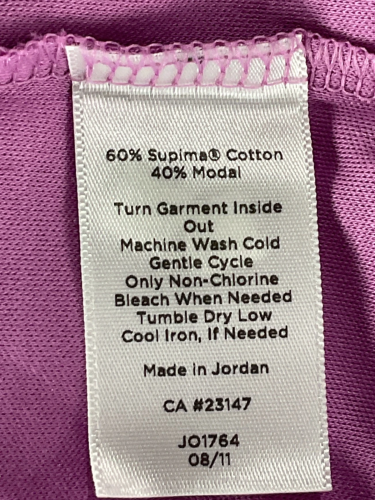 60% Supima® Cotton
40% Modal
Turn Garment Inside
Out
Machine Wash Cold
Gentle Cycle
Only Non-Chlorine
Bleach When Needed
Tumble Dry Low
Cool Iron, If Needed
Made in Jordan
CA #23147
JO1764
08/11